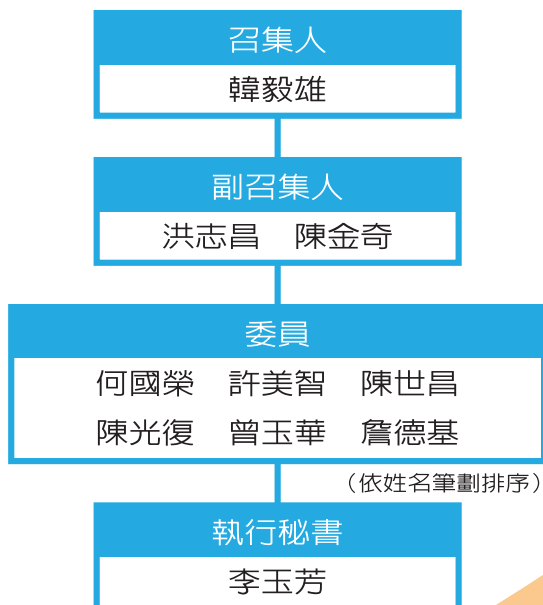 召集人
韓毅雄
副召集人
洪志昌 陳金奇
委員
何國榮 許美智 陳世昌
陳光復 曾玉華 詹德基
（依姓名筆劃排序）
執行秘書
李玉芳